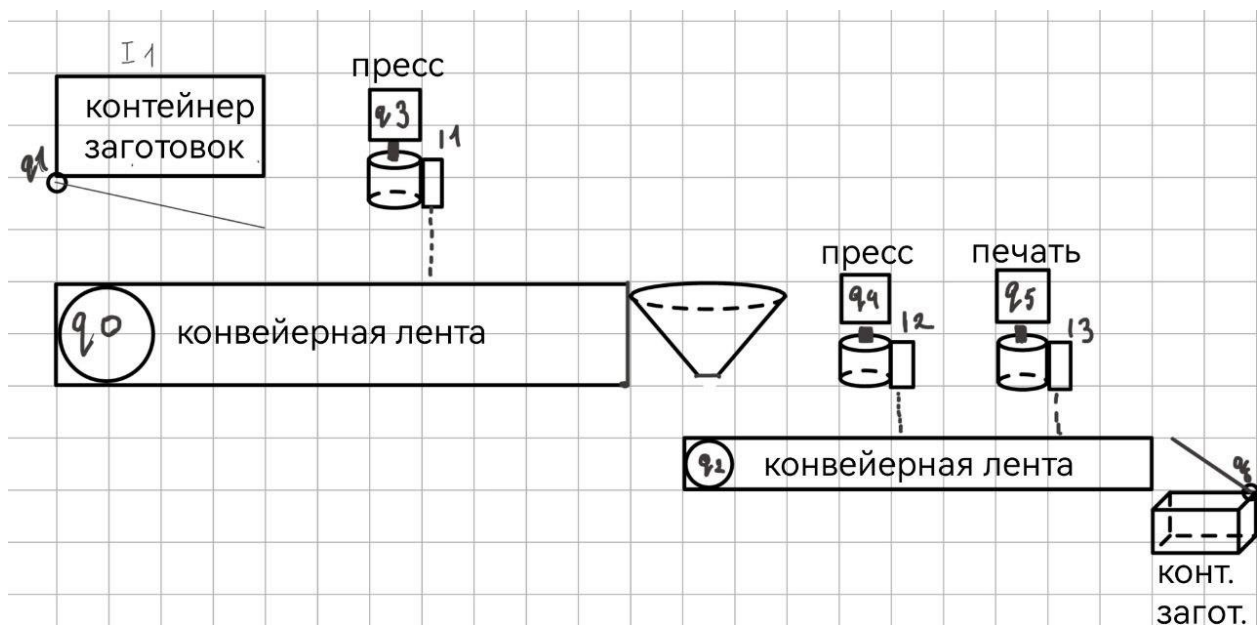 I1
пресс
контейнер
заготовок
q3
I1
q1
пресс
печать
q4
q5
I2
I3
q0
конвейерная лента
q2
конвейерная лента
конт.
загот.